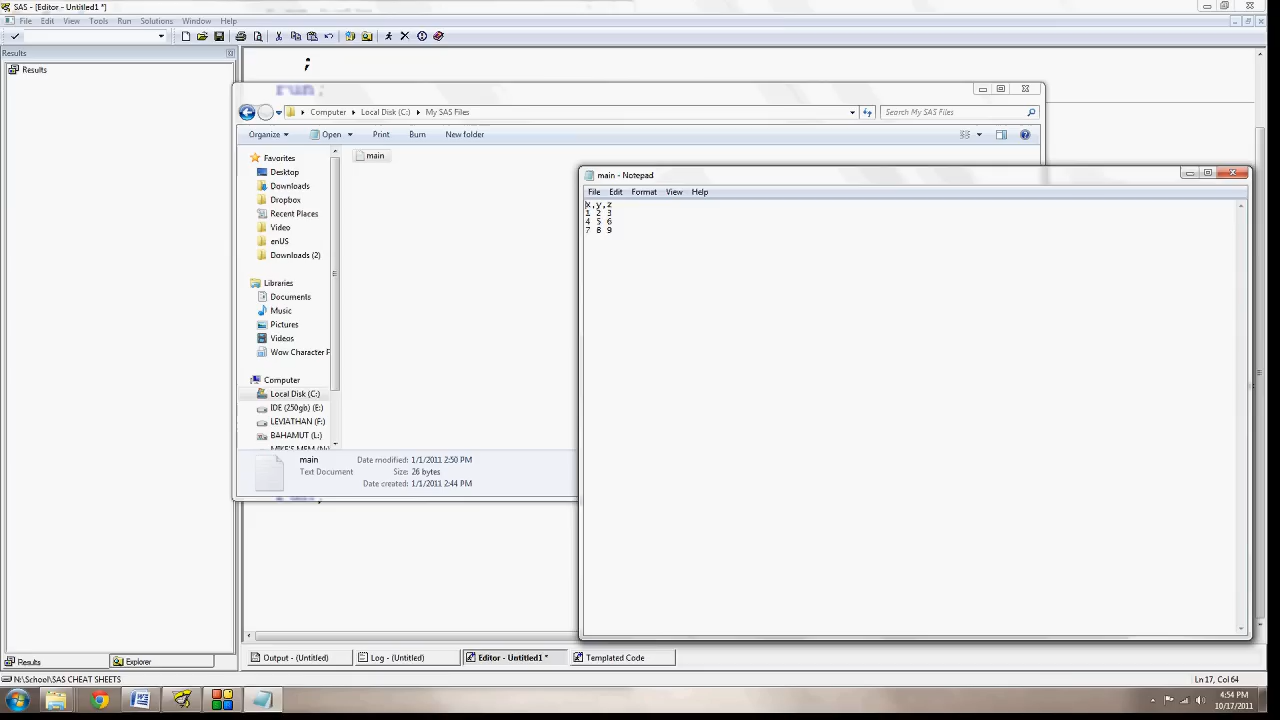 SAS - [Editor - Untitled1 *]
File Edit View Tools Run Solutions Window Help
Results
Results
;
run;
Computer Local Disk (C:) My SAS Files
Search My SAS Files
Organize Open Print Burn New folder
Favorites
Desktop
Downloads
Dropbox
Recent Places
Video
enUS
Downloads (2)
Libraries
Documents
Music
Pictures
Videos
Wow Character F
Computer
Local Disk (C:)
IDE (250gb) (E:)
LEVIATHAN (F:)
BAHAMUT (L:)
main
main
Date modified: 1/1/2011 2:50 PM
Text Document
Size: 26 bytes
Date created: 1/1/2011 2:44 PM
main - Notepad
File Edit Format View Help
x,y,z
1 2 3
4 5 6
7 8 9
Output - (Untitled) Log - (Untitled) Editor - Untitled1 * Templated Code
Results Explorer
N:\School\SAS CHEAT SHEETS
Ln 17, Col 64
4:54 PM
10/17/2011